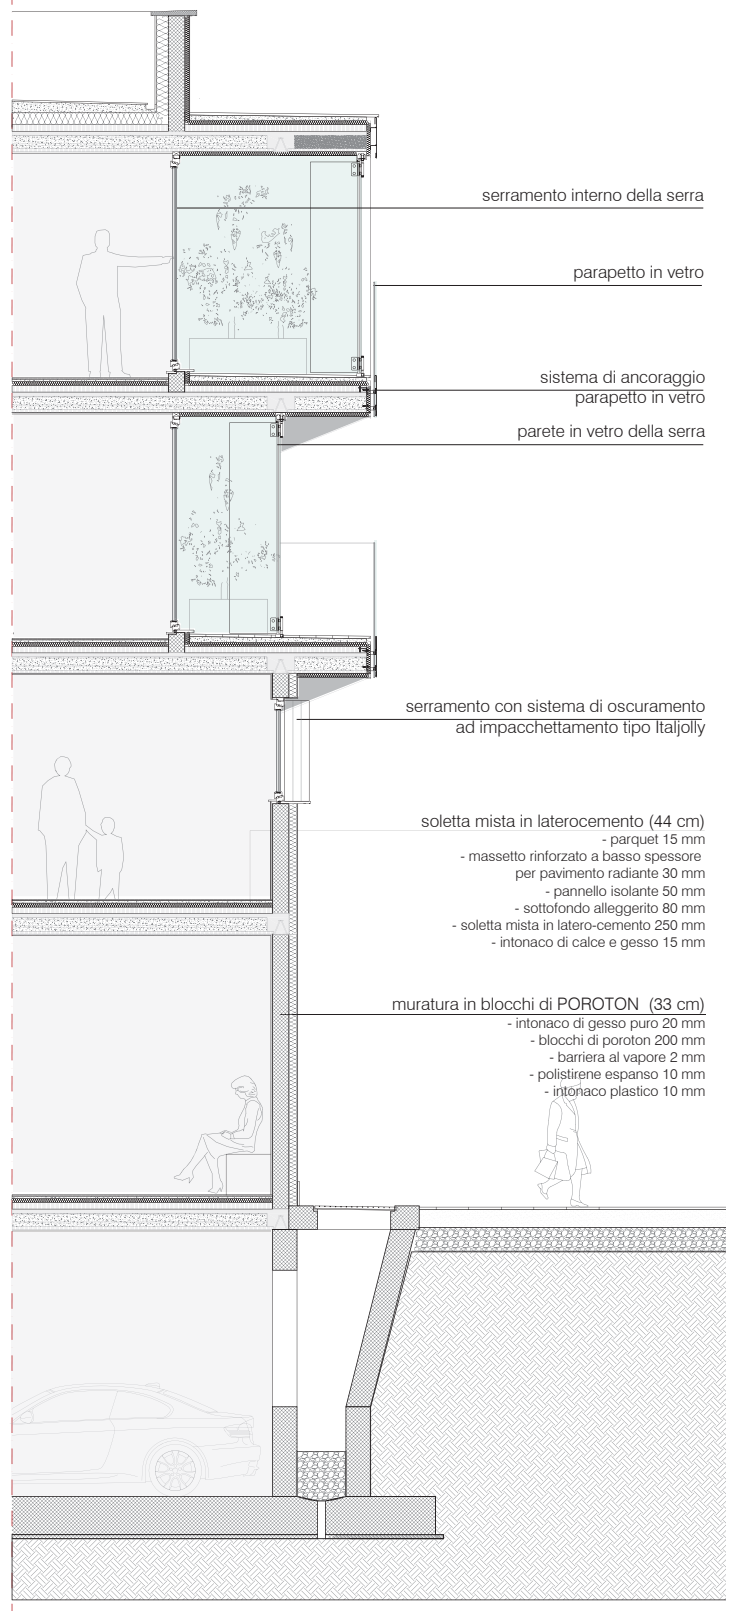 serramento interno della serra
parapetto in vetro
sistema di ancoraggio
parapetto in vetro
parete in vetro della serra
serramento con sistema di oscuramento
ad impacchettamento tipo Italjolly
soletta mista in laterocemento (44 cm)
- parquet 15 mm
- massetto rinforzato a basso spessore
per pavimento radiante 30 mm
- pannello isolante 50 mm
- sottofondo alleggerito 80 mm
- soletta mista in latero-cemento 250 mm
- intonaco di calce e gesso 15 mm
muratura in blocchi di POROTON (33 cm)
- intonaco di gesso puro 20 mm
- blocchi di poroton 200 mm
- barriera al vapore 2 mm
- polistirene espanso 10 mm
- intonaco plastico 10 mm